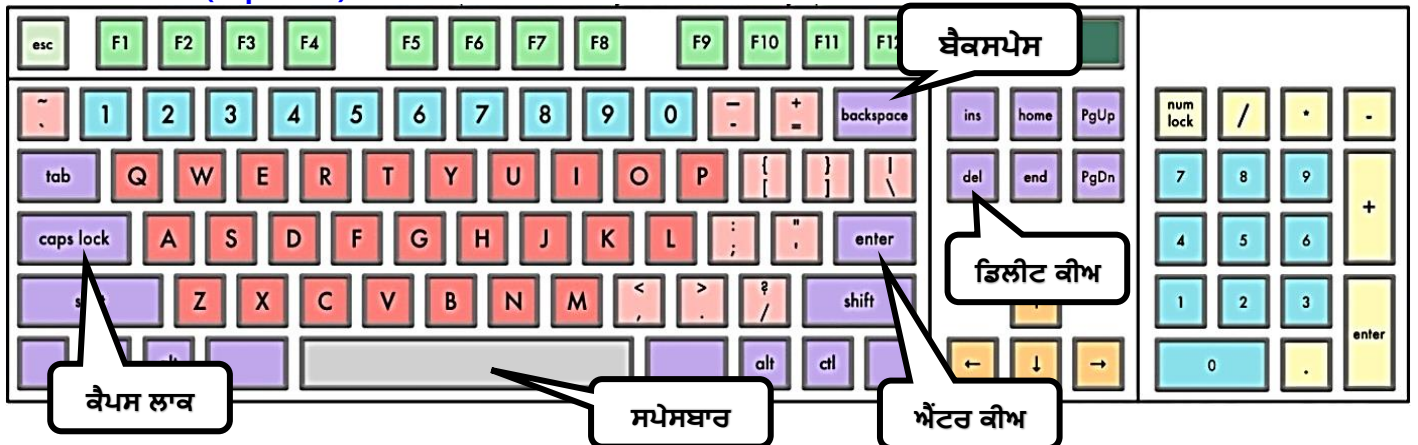 esc F1 F2 F3 F4 F5 F6 F7 F8 F9 F10 F11 F12
ਬੈਕਸਪੇਸ
~ ` 1 2 3 4 5 6 7 8 9 0 — - + = backspace ins home PgUp num lock / * -
tab Q W E R T Y U I O P { [ } ] | \ del end PgDn 7 8 9 +
caps lock A S D F G H J K L : ; " ' enter 4 5 6
ਡਿਲੀਟ ਕੀਅ
Z X C V B N M < , > . ? / shift ↑ 1 2 3 enter
alt ctl ← ↓ → 0 .
ਕੈਪਸ ਲਾਕ
ਸਪੇਸਬਾਰ
ਐਂਟਰ ਕੀਅ